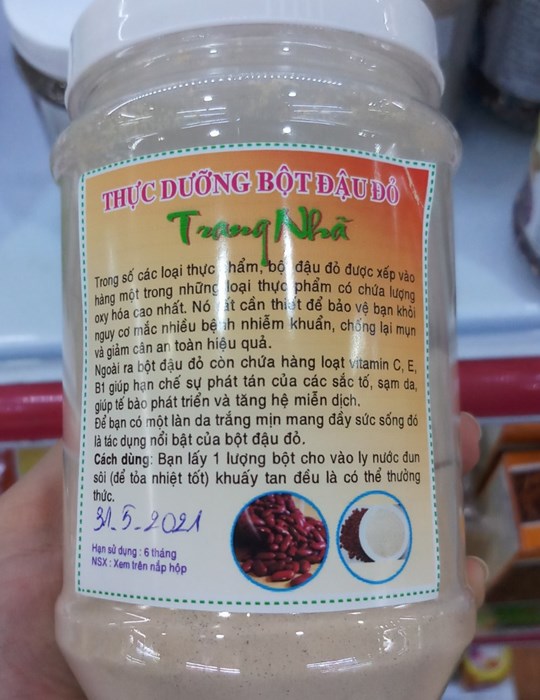 THỰC DƯỠNG BỘT ĐẬU ĐỎ
Trang Nhã
Trong số các loại thực phẩm, bột đậu đỏ được xếp vào
hàng một trong những loại thực phẩm có chứa lượng
oxy hóa cao nhất. Nó rất cần thiết để bảo vệ bạn khỏi
nguy cơ mắc nhiều bệnh nhiễm khuẩn, chống lại mụn
và giảm cân an toàn hiệu quả.
Ngoài ra bột đậu đỏ còn chứa hàng loạt vitamin C, E,
B1 giúp hạn chế sự phát tán của các sắc tố, sạm da,
giúp tế bào phát triển và tăng hệ miễn dịch.
Để bạn có một làn da trắng mịn mang đầy sức sống đó
là tác dụng nổi bật của bột đậu đỏ.
Cách dùng: Bạn lấy 1 lượng bột cho vào ly nước đun
sôi (để tỏa nhiệt tốt) khuấy tan đều là có thể thưởng
thức.
31.5-2021
Hạn sử dụng : 6 tháng
NSX : Xem trên nắp hộp